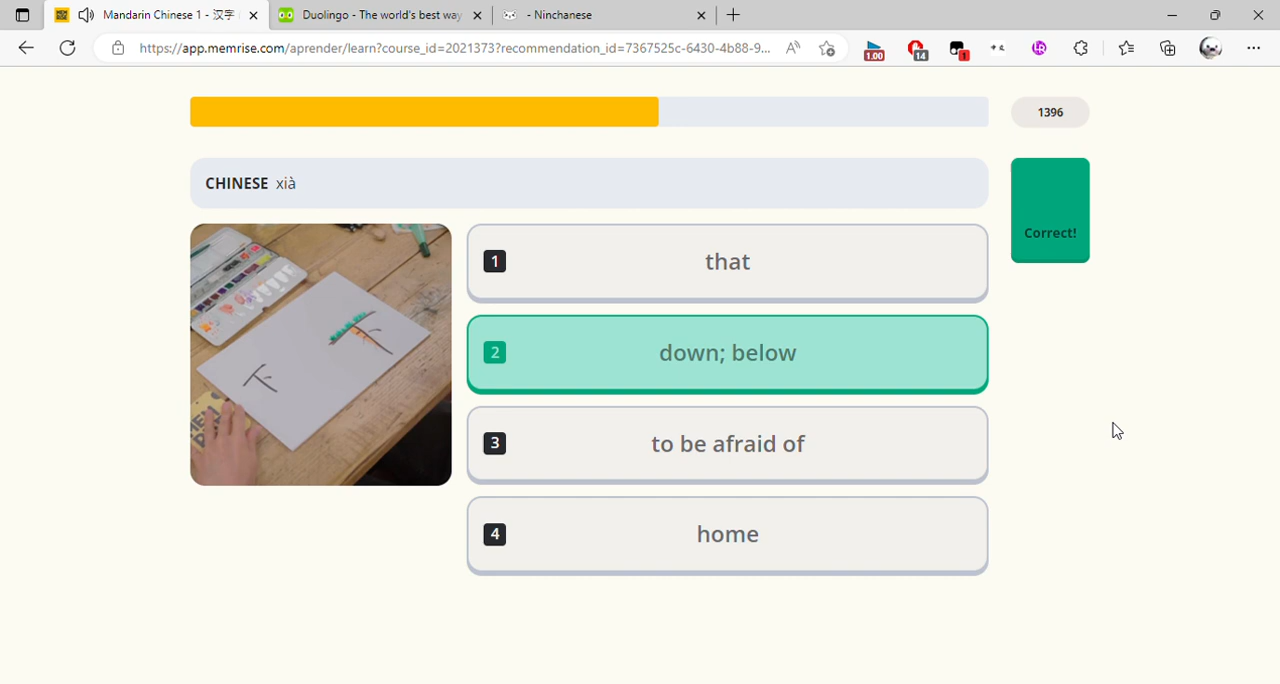 Mandarin Chinese 1 - 汉字
Duolingo - The world's best way
- Ninchanese
https://app.memrise.com/aprender/learn?course_id=2021373?recommendation_id=7367525c-6430-4b88-9...
1.00
14
1
1396
CHINESE xià
Correct!
下
下
1 that
2 down; below
3 to be afraid of
4 home